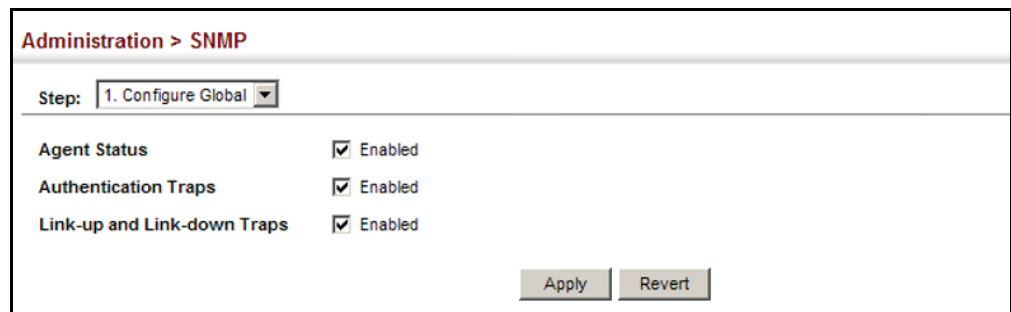 Administration > SNMP
Step: 1. Configure Global
Agent Status Enabled
Authentication Traps Enabled
Link-up and Link-down Traps Enabled
Apply Revert